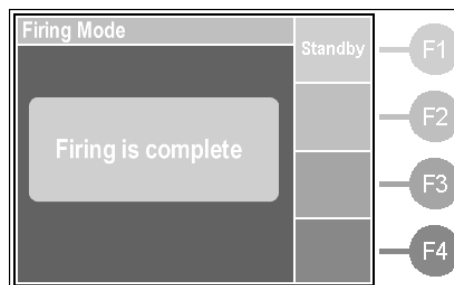 Firing Mode
Standby
F1
F2
Firing is complete
F3
F4